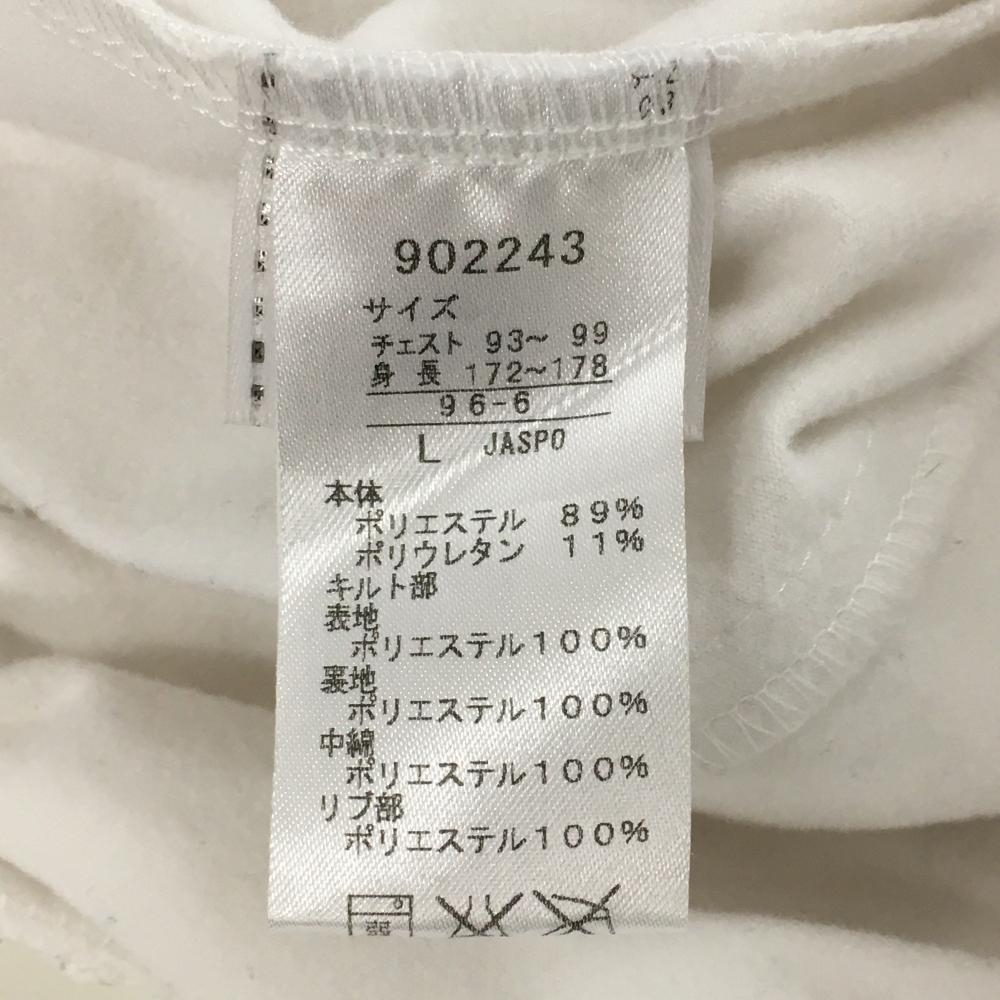 902243
サイズ
チェスト 93～ 99
身 長 172～178
96-6
L JASPO
本体
ポリエステル 89%
ポリウレタン 11%
キルト部
表地
ポリエステル100%
裏地
ポリエステル100%
中綿
ポリエステル100%
リブ部
ポリエステル100%
弱